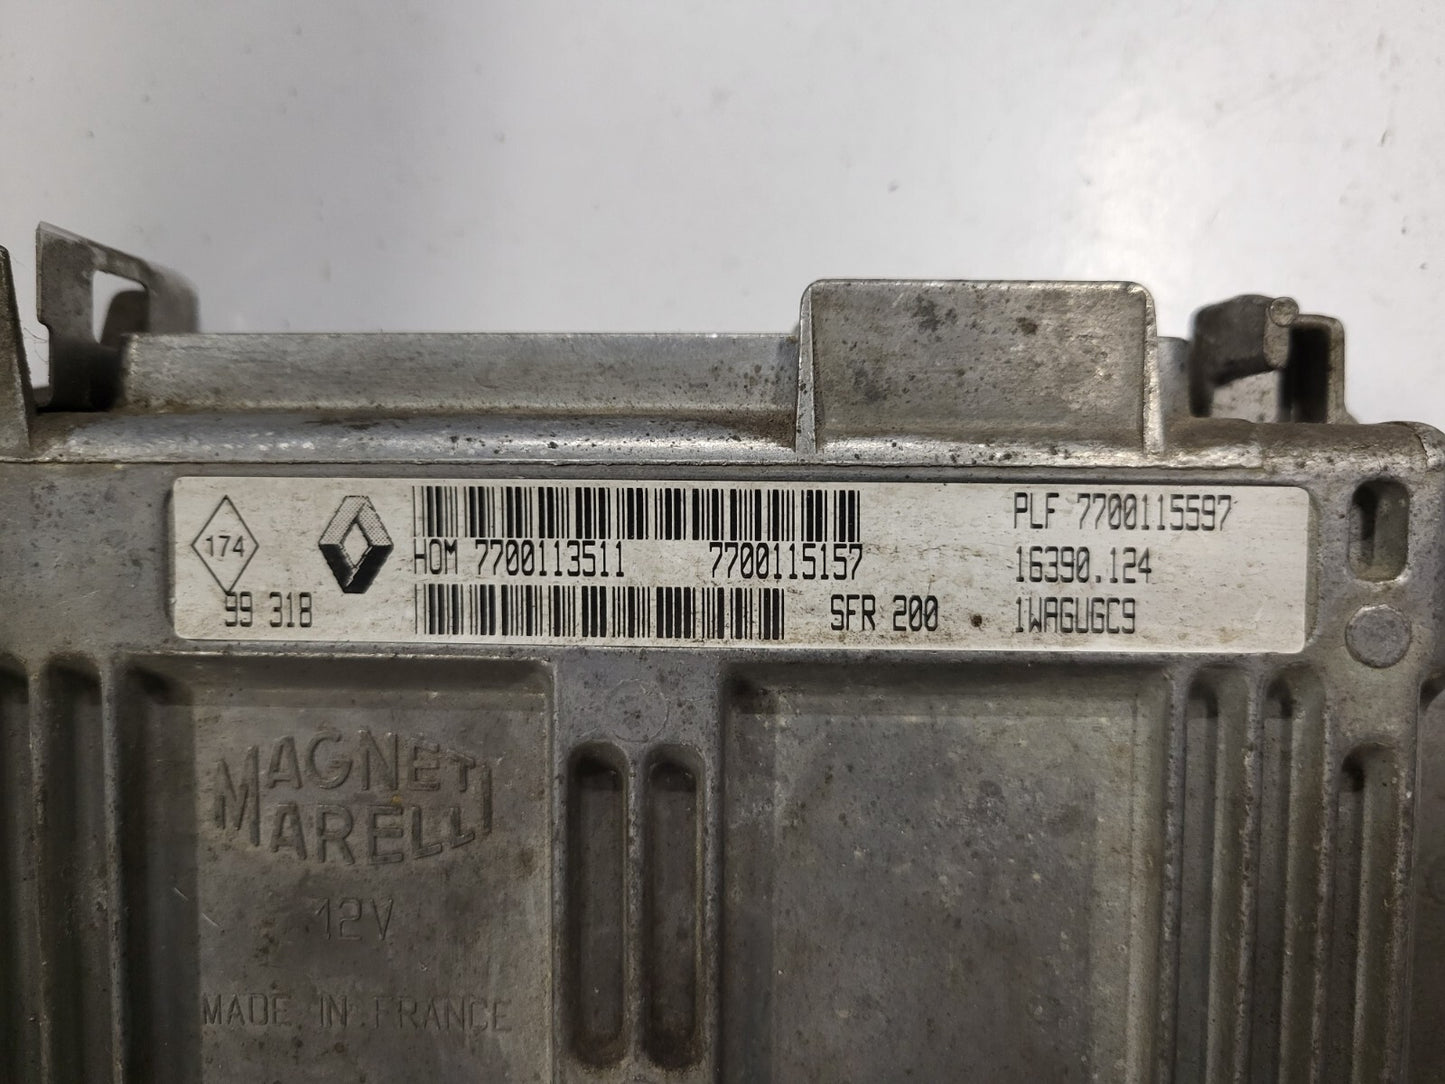 174
HOM 7700113511 7700115157 PLF 7700115597
16390.124
99 318 SFR 200 1WAGUGC9
MAGNETI
MARELLI
12V
MADE IN FRANCE